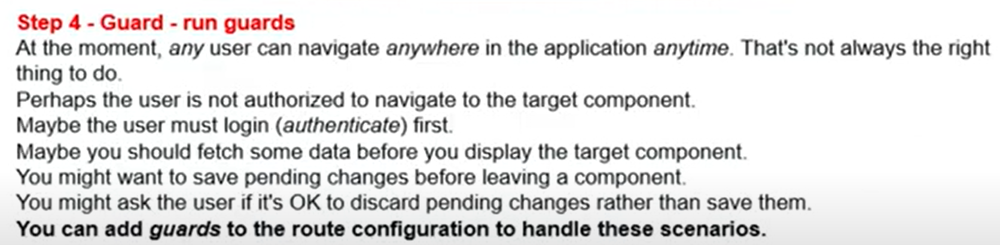 Step 4 - Guard - run guards
At the moment, any user can navigate anywhere in the application anytime. That's not always the right
thing to do.
Perhaps the user is not authorized to navigate to the target component.
Maybe the user must login (authenticate) first.
Maybe you should fetch some data before you display the target component.
You might want to save pending changes before leaving a component.
You might ask the user if it's OK to discard pending changes rather than save them.
You can add guards to the route configuration to handle these scenarios.